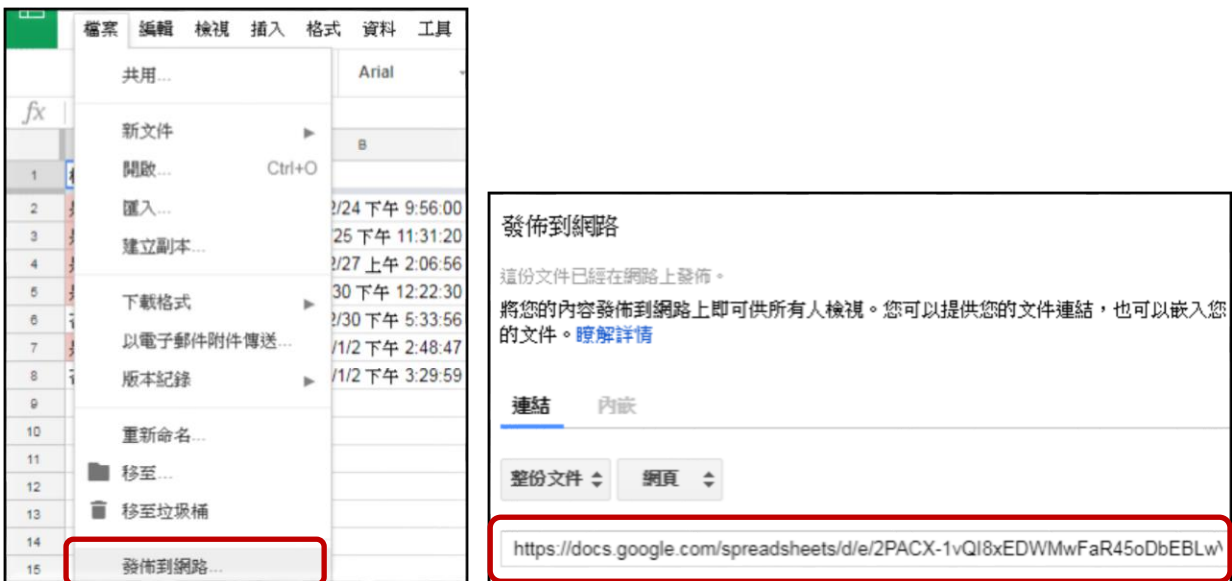 檔案 編輯 檢視 插入 格式 資料 工具
共用...
Arial
fx
新文件
B
1
開啟... Ctrl+O
2
匯入...
2/24 下午 9:56:00
3
25 下午 11:31:20
建立副本...
4
2/27 上午 2:06:56
5
30 下午 12:22:30
下載格式
6
2/30 下午 5:33:56
以電子郵件附件傳送...
7
/1/2 下午 2:48:47
版本紀錄
8
/1/2 下午 3:29:59
9
10
重新命名...
11
移至...
12
13
移至垃圾桶
14
15
發佈到網路...
發佈到網路
這份文件已經在網路上發佈。
將您的內容發佈到網路上即可供所有人檢視。您可以提供您的文件連結，也可以嵌入您
的文件。瞭解詳情
連結 內嵌
整份文件 網頁
https://docs.google.com/spreadsheets/d/e/2PACX-1vQI8xEDWMwFaR45oDbEBLw